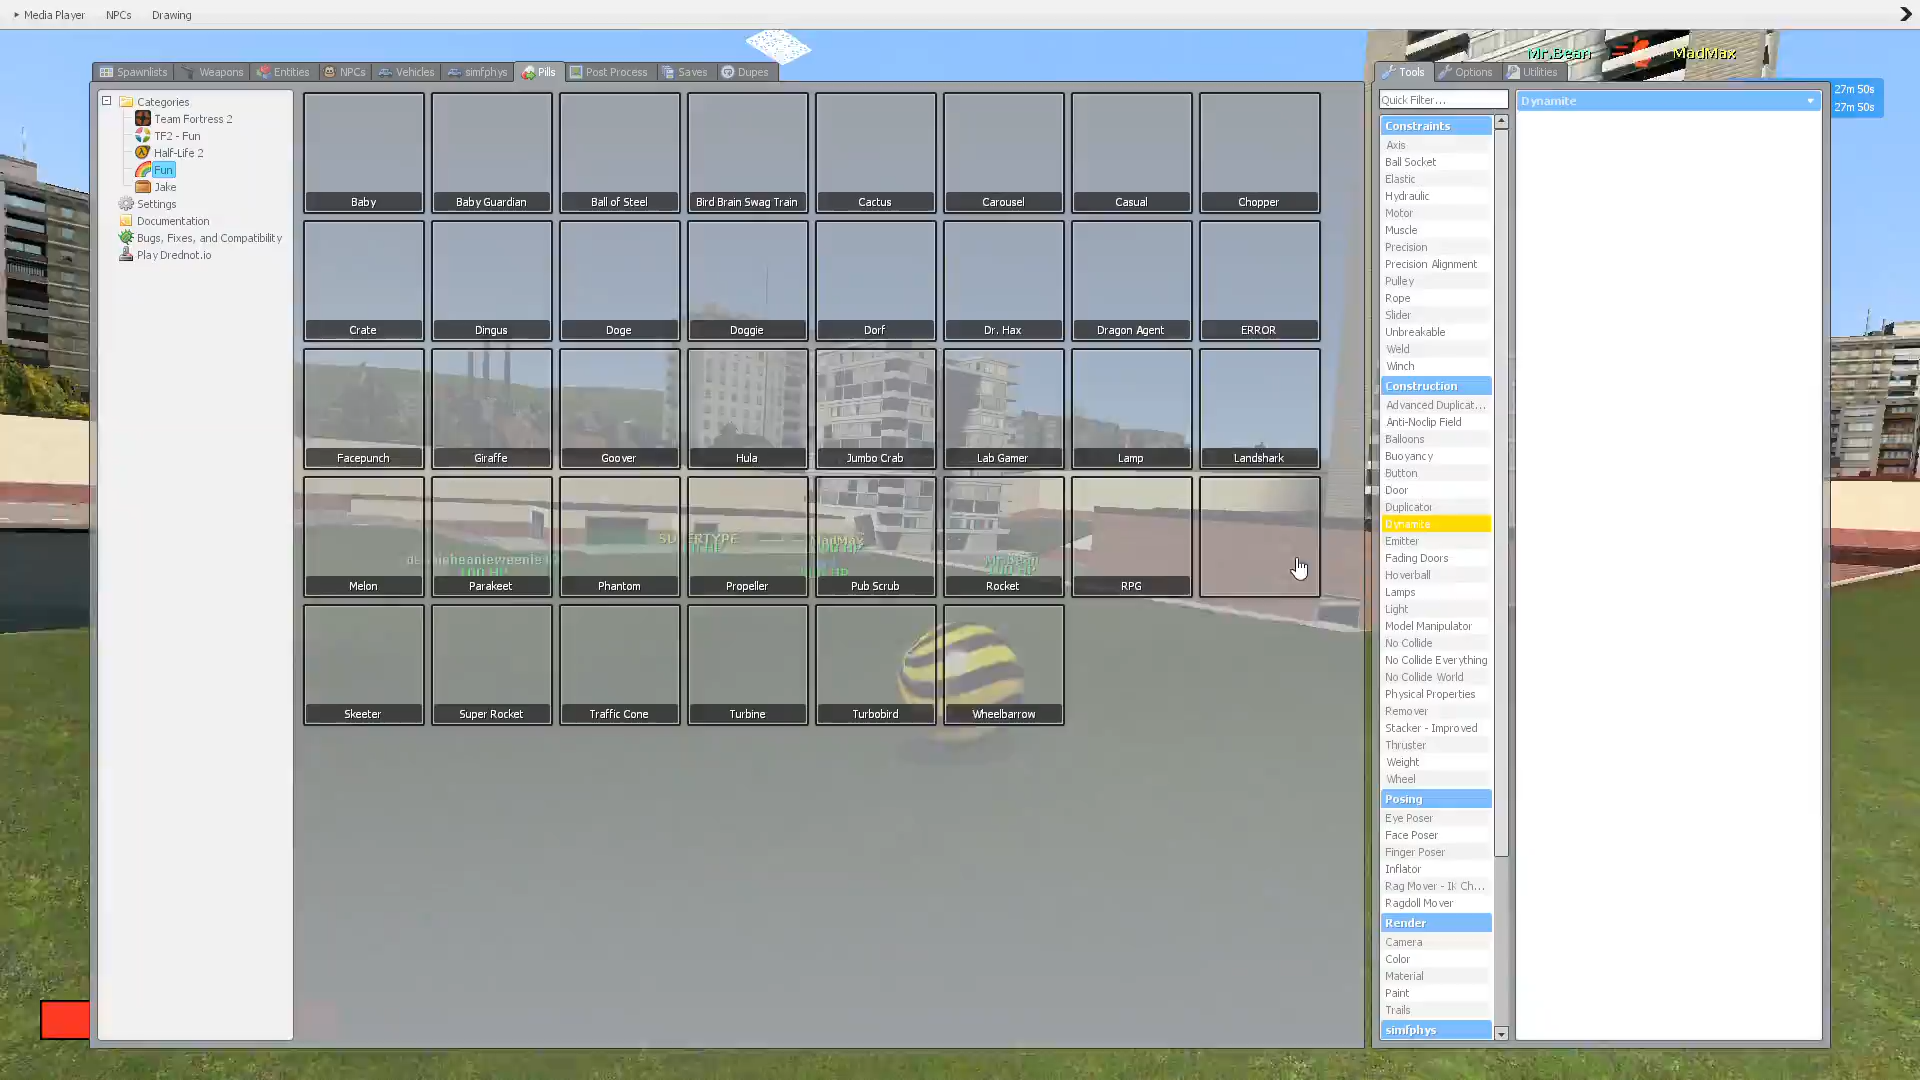 Media Player NPCs Drawing
Mr.Bean MadMax
Spawnlists Weapons Entities NPCs Vehicles simfphys Pills Post Process Saves Dupes
Tools Options Utilities
27m 50s
27m 50s
Categories
Team Fortress 2
TF2 - Fun
Half-Life 2
Fun
Jake
Settings
Documentation
Bugs, Fixes, and Compatibility
Play Drednot.io
Baby Baby Guardian Ball of Steel Bird Brain Swag Train Cactus Carousel Casual Chopper
Crate Dingus Doge Doggie Dorf Dr. Hax Dragon Agent ERROR
Facepunch Giraffe Goover Hula Jumbo Crab Lab Gamer Lamp Landshark
MadMax
Mr.Bean
100 HP
Melon Parakeet Phantom Propeller Pub Scrub Rocket RPG
Skeeter Super Rocket Traffic Cone Turbine Turbobird Wheelbarrow
Quick Filter...
Constraints
Axis
Ball Socket
Elastic
Hydraulic
Motor
Muscle
Precision
Precision Alignment
Pulley
Rope
Slider
Unbreakable
Weld
Winch
Construction
Advanced Duplicat...
Anti-Noclip Field
Balloons
Buoyancy
Button
Door
Duplicator
Dynamite
Emitter
Fading Doors
Hoverball
Lamps
Light
Model Manipulator
No Collide
No Collide Everything
No Collide World
Physical Properties
Remover
Stacker - Improved
Thruster
Weight
Wheel
Posing
Eye Poser
Face Poser
Finger Poser
Inflator
Rag Mover - Ik Ch...
Ragdoll Mover
Render
Camera
Color
Material
Paint
Trails
simfphys
Dynamite